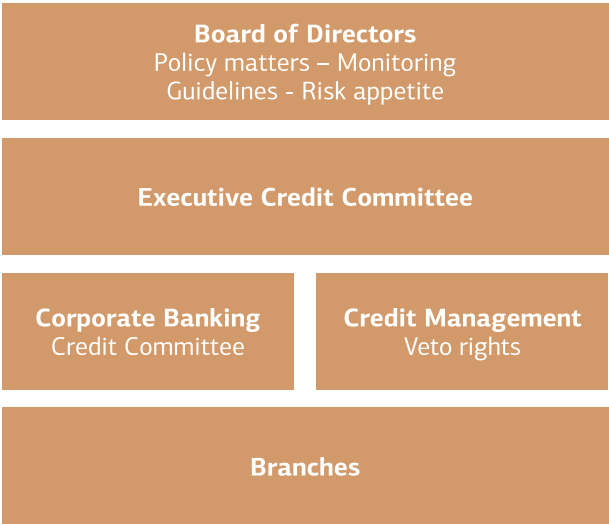 Board of Directors
Policy matters – Monitoring
Guidelines - Risk appetite
Executive Credit Committee
Corporate Banking
Credit Committee
Credit Management
Veto rights
Branches